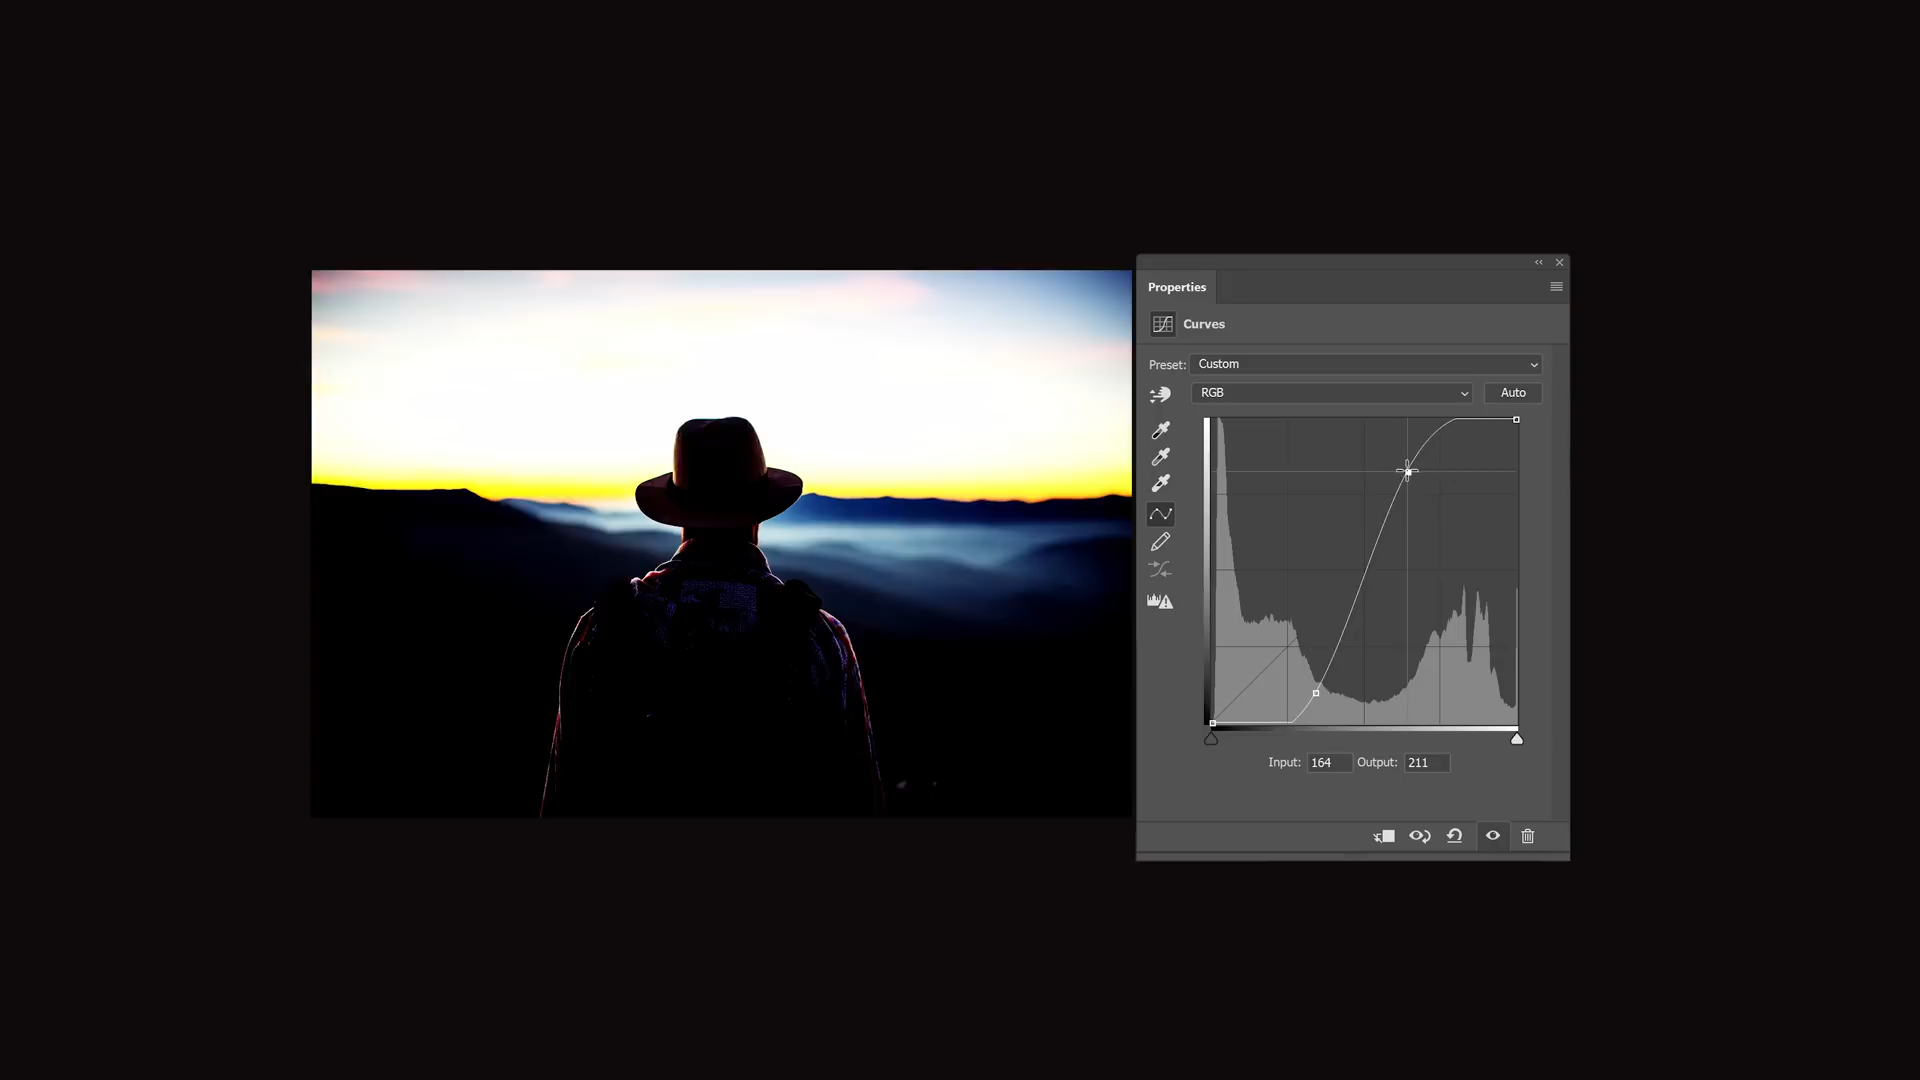 Properties
Curves
Preset: Custom
RGB Auto
Input: 164 Output: 211